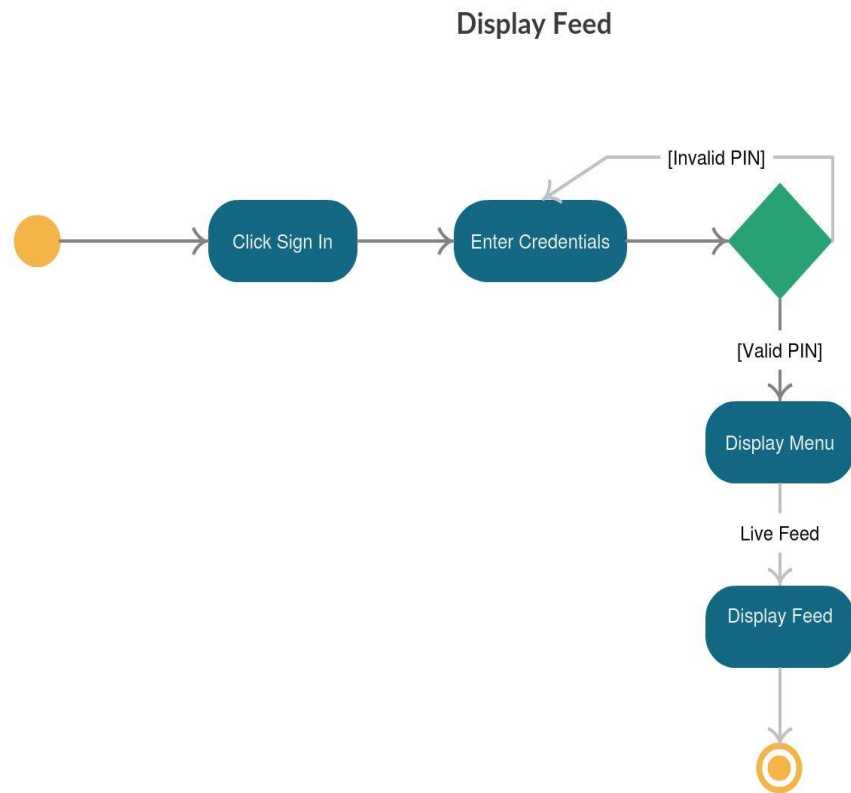 Display Feed
[Invalid PIN]
Click Sign In
Enter Credentials
[Valid PIN]
Display Menu
Live Feed
Display Feed